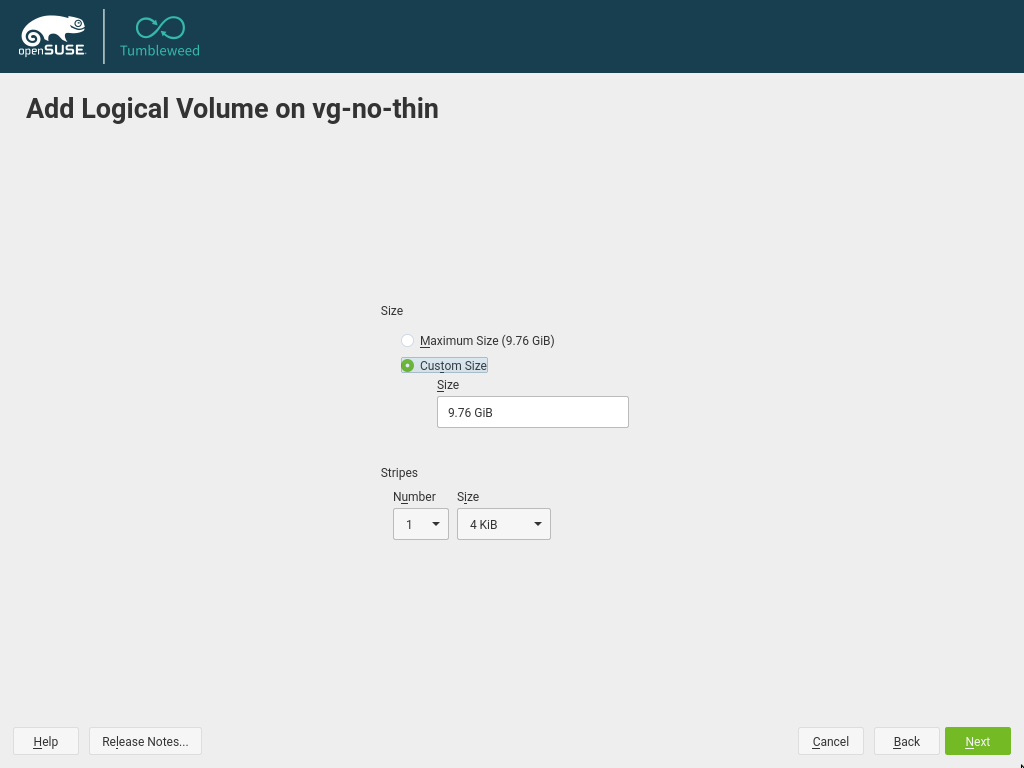 openSUSE
Tumbleweed
Add Logical Volume on vg-no-thin
Size
Maximum Size (9.76 GiB)
Custom Size
Size
9.76 GiB
Stripes
Number Size
1 4 KiB
Help Release Notes... Cancel Back Next